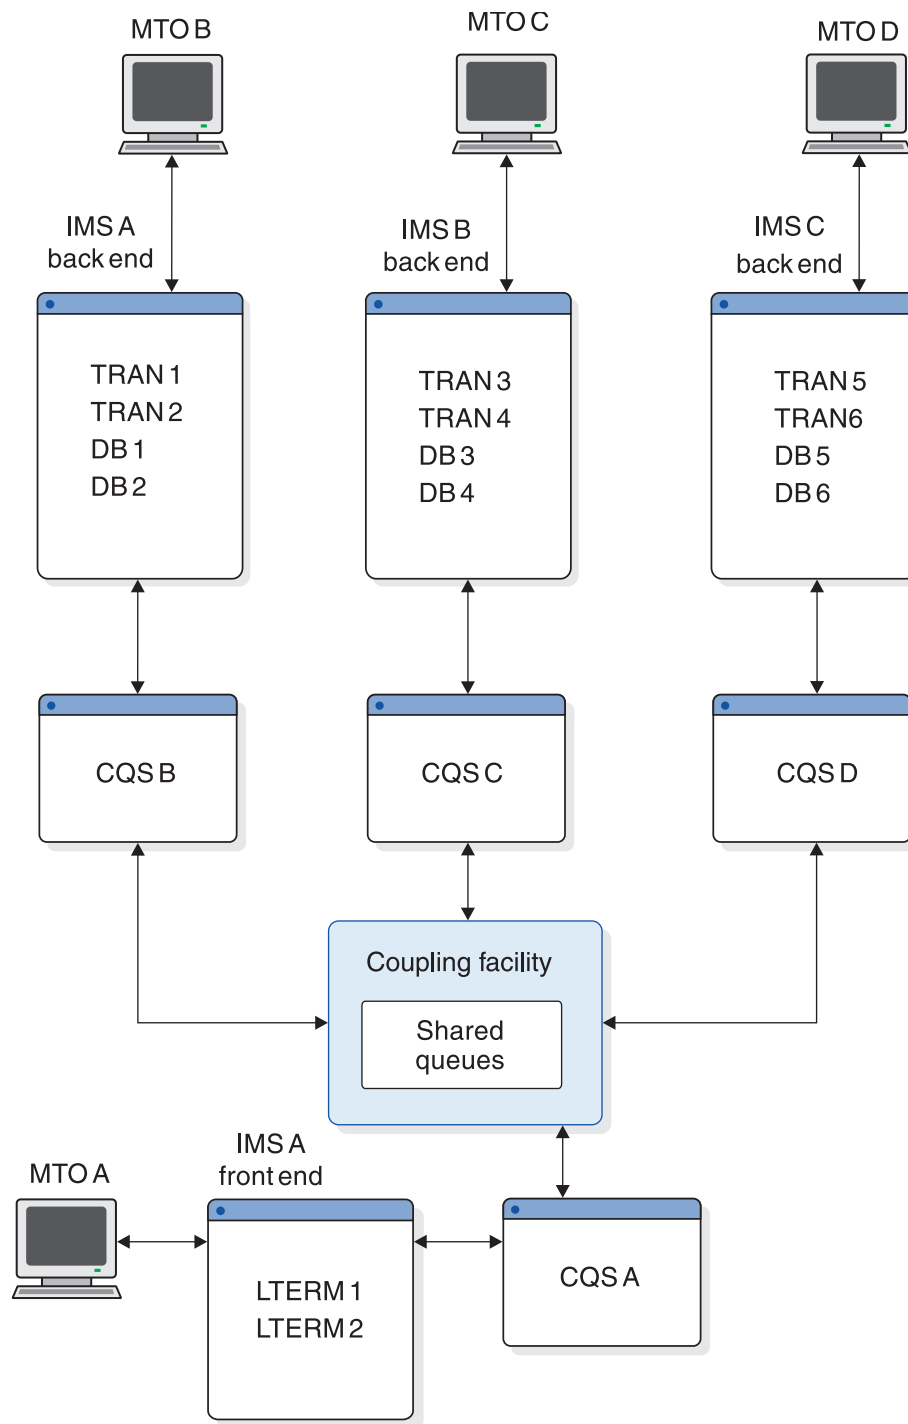 MTO B
MTO C
MTO D
IMS A
back end
IMS B
back end
IMS C
back end
TRAN 1
TRAN 2
DB 1
DB 2
TRAN 3
TRAN 4
DB 3
DB 4
TRAN 5
TRAN6
DB 5
DB 6
CQS B
CQS C
CQS D
Coupling facility
Shared
queues
IMS A
front end
MTO A
LTERM 1
LTERM 2
CQS A